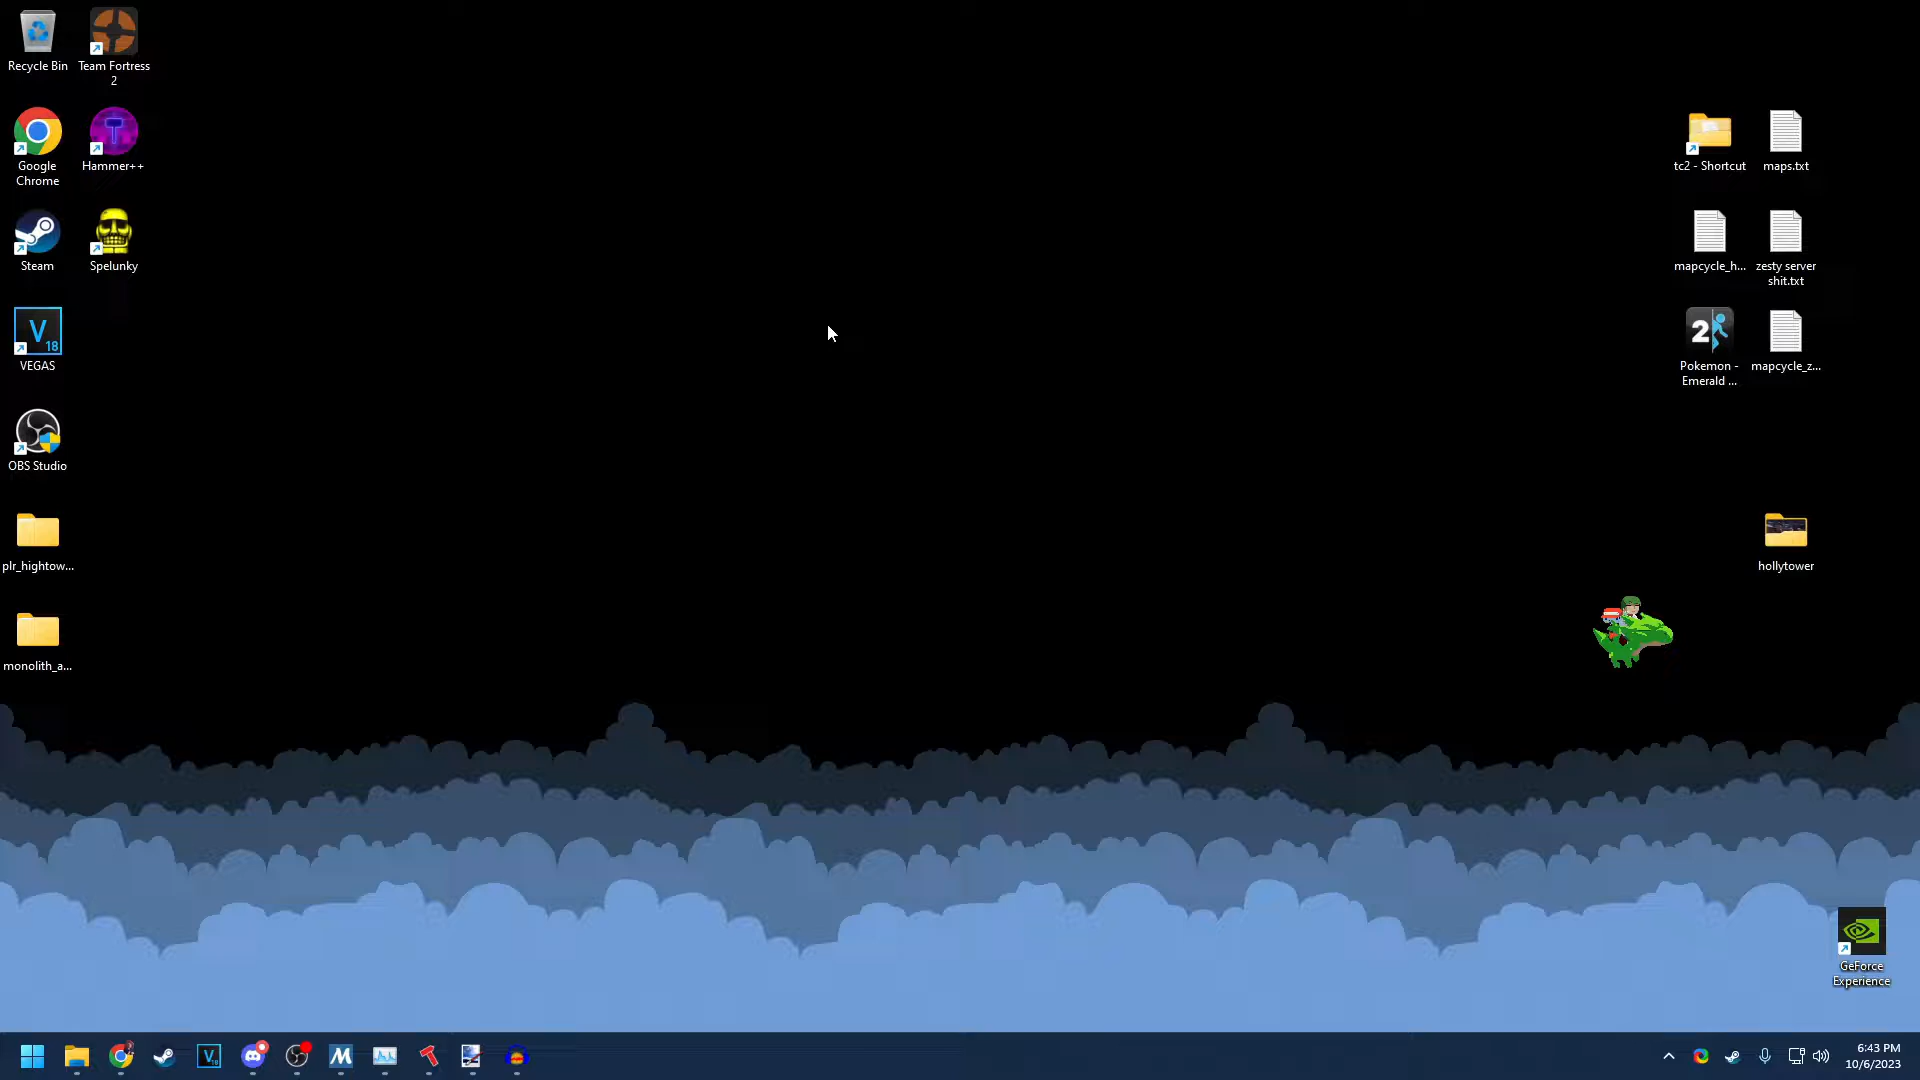 Recycle Bin
Team Fortress
2
Google
Chrome
Hammer++
Steam
Spelunky
V
18
VEGAS
OBS Studio
plr_hightow...
monolith_a...
tc2 - Shortcut
maps.txt
mapcycle_h...
zesty server
shit.txt
2
Pokemon -
Emerald ...
mapcycle_z...
hollytower
GeForce
Experience
6:43 PM
10/6/2023